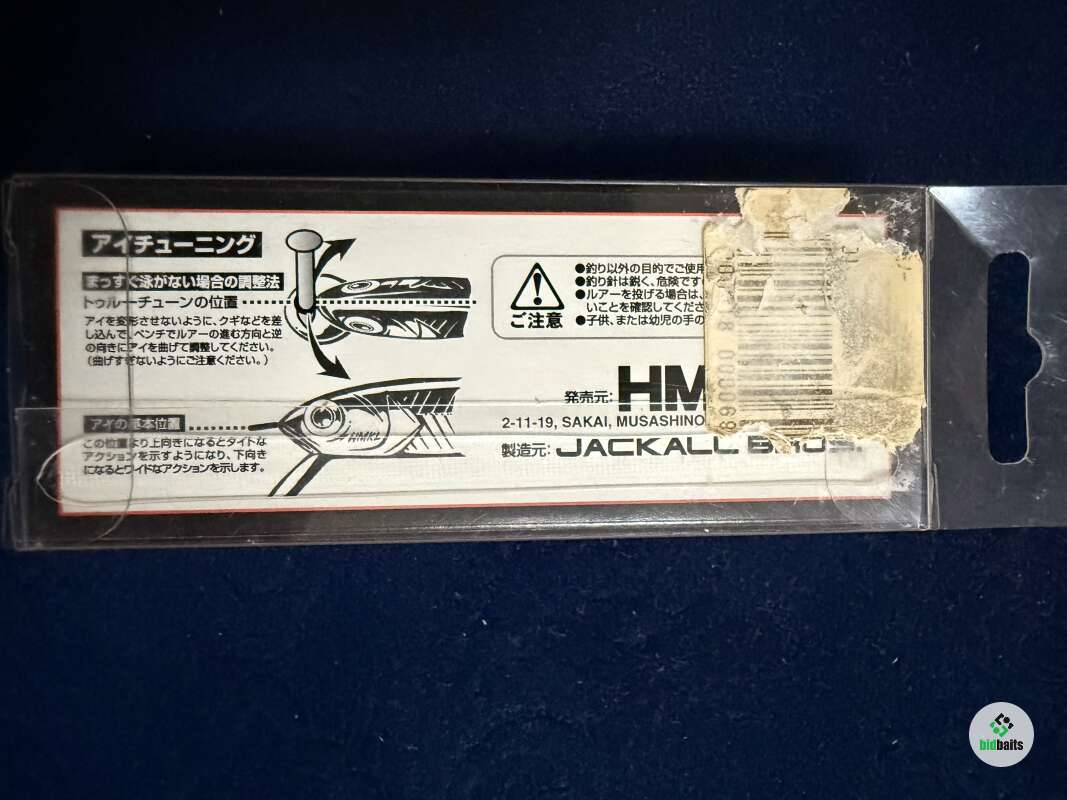 アイチューニング
まっすぐ泳がない場合の調整法
トゥルーチューンの位置
アイを変形させないように、クギなどを差
し込んで、ペンチでルアーの進む方向と逆
の向きにアイを曲げて調整してください。
(曲げすぎないようにご注意ください。)
アイの基本位置
この位置より上向きになるとタイトな
アクションを示すようになり、下向き
になるとワイドなアクションを示します。
HMKL
ご注意
●釣り以外の目的でご使用
●釣り針は鋭く、危険です
●ルアーを投げる場合は、
いことを確認してくださ
●子供、または幼児の手の
発売元: HM
2-11-19, SAKAI, MUSASHINO
製造元: JACKALL BROS.
bidbaits